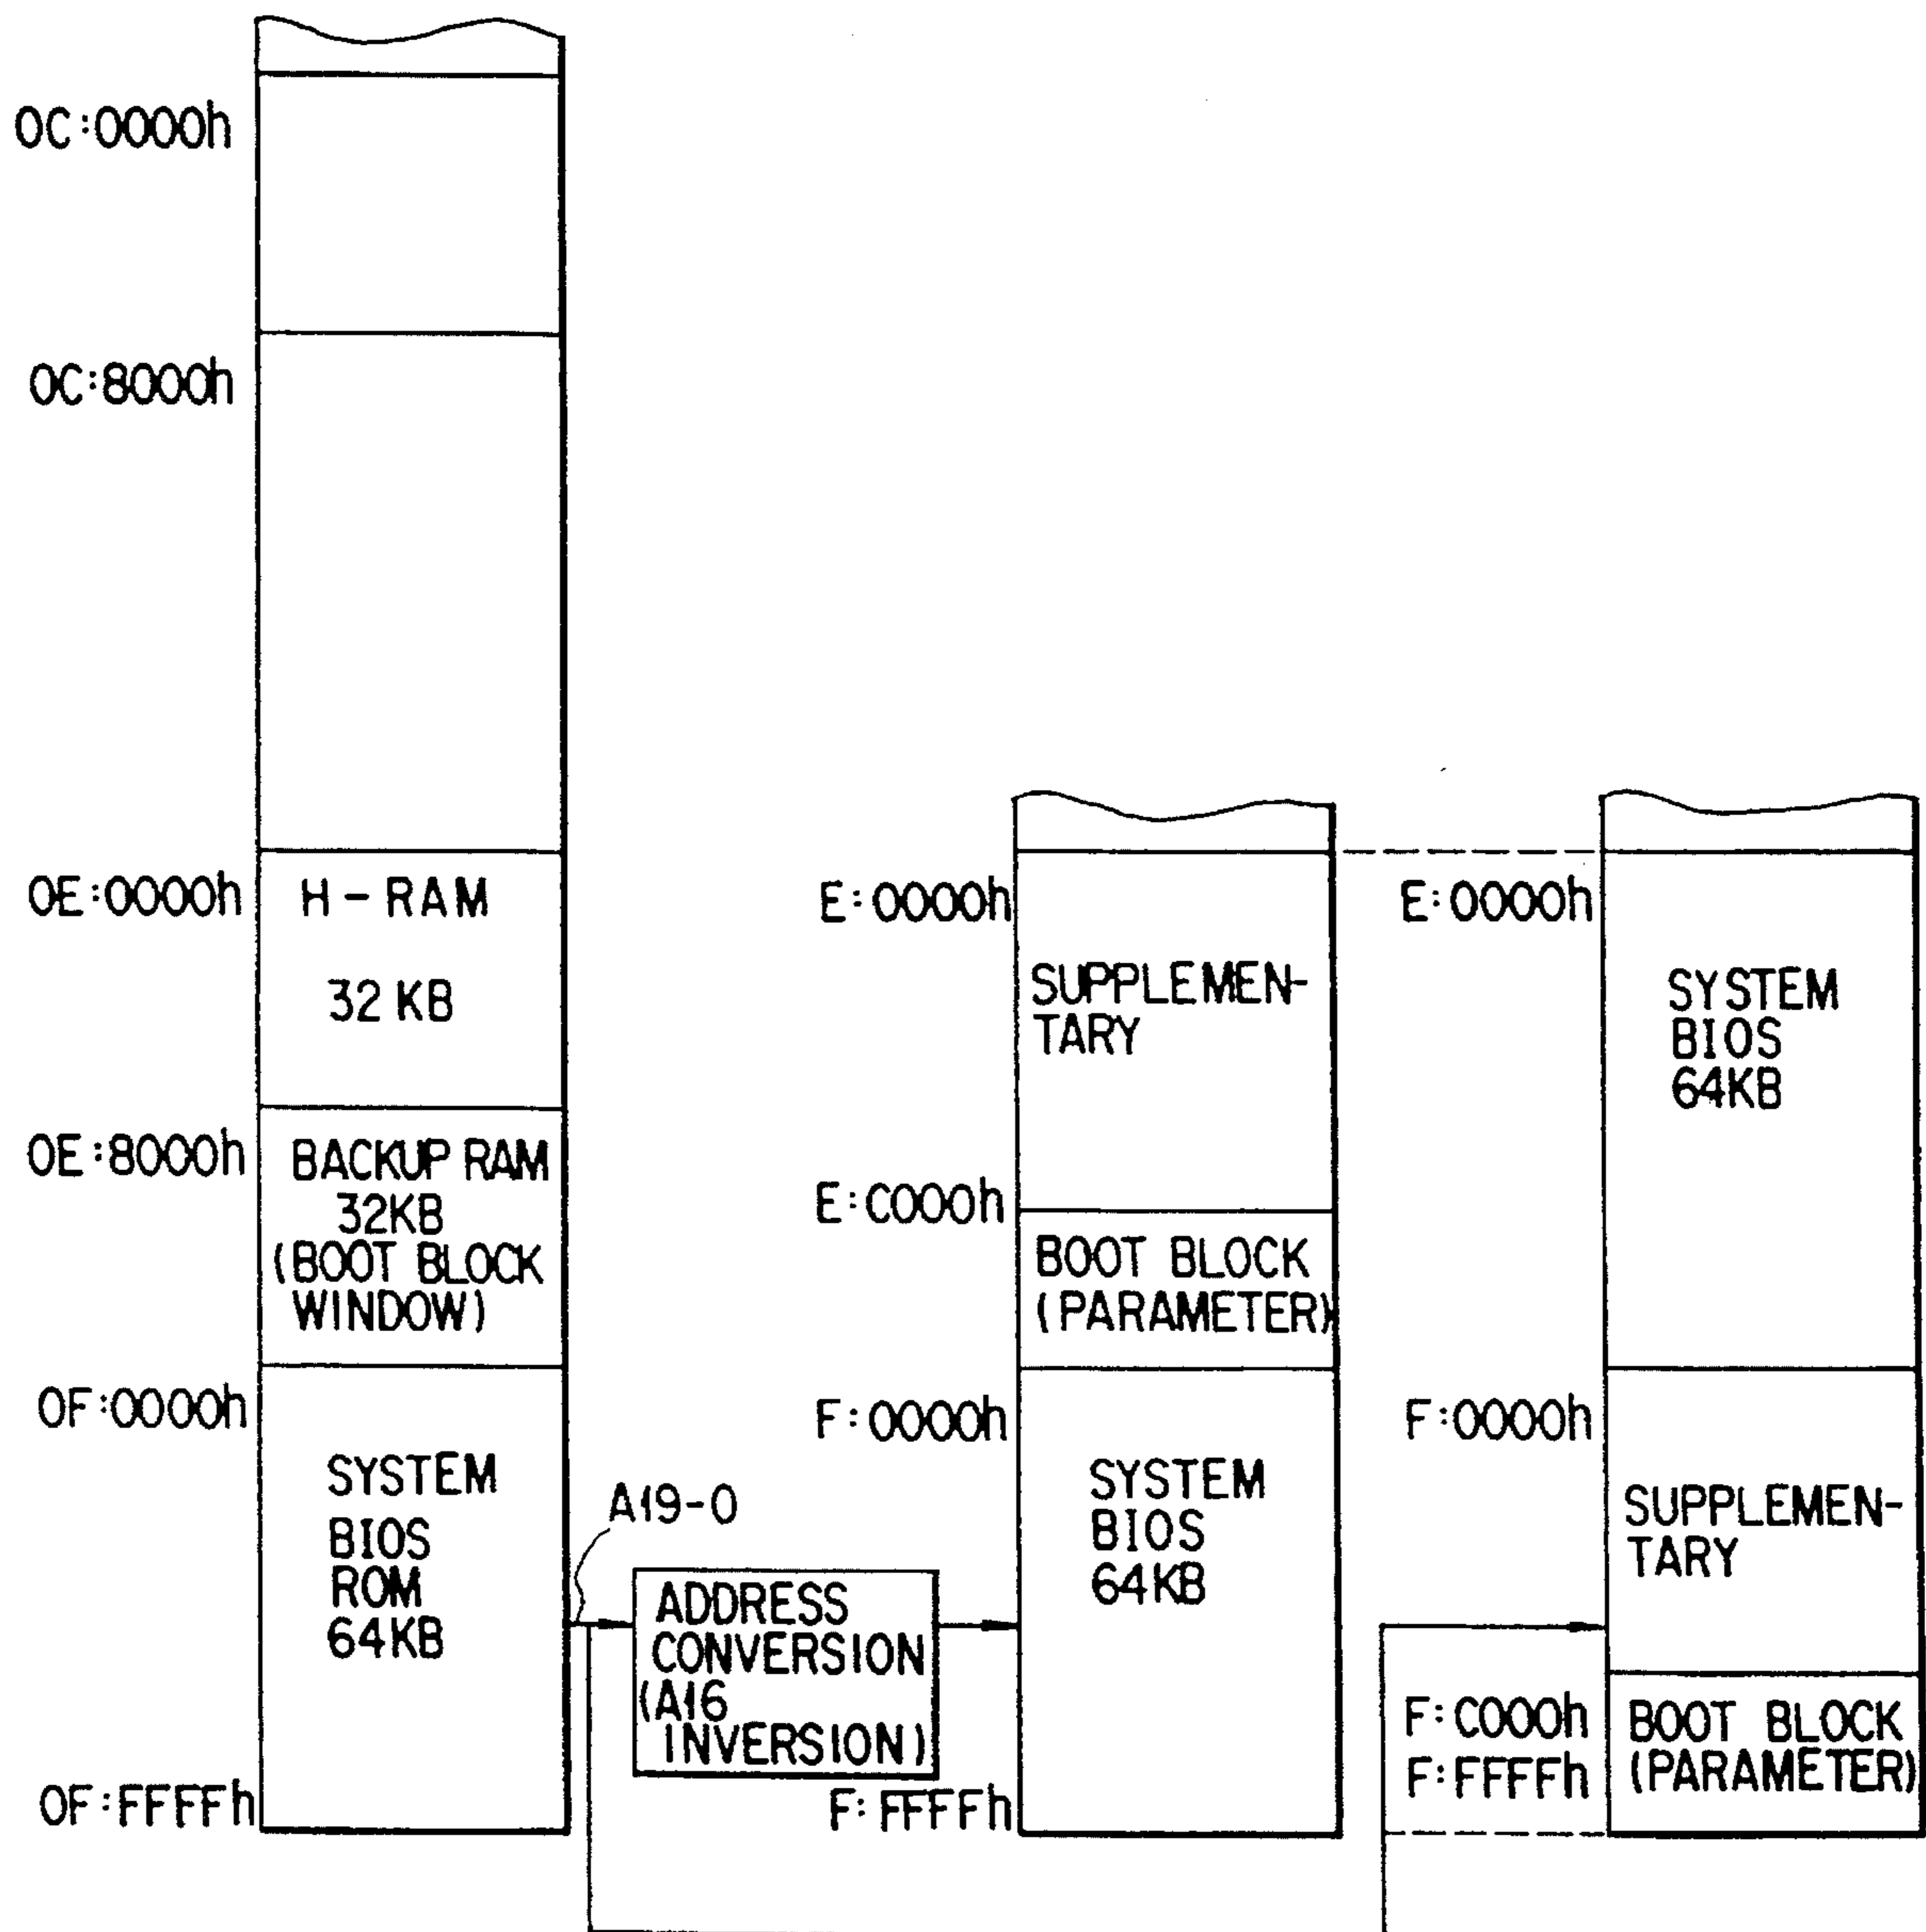 0C:0000h
0C:8000h
0E:0000h
H-RAM
32 KB
0E:8000h
BACKUP RAM
32KB
(BOOT BLOCK
WINDOW)
0F:0000h
SYSTEM
BIOS
ROM
64KB
0F:FFFFh
A19-0
ADDRESS
CONVERSION
(A16
INVERSION)
E:0000h
SUPPLEMEN-
TARY
E:C000h
BOOT BLOCK
(PARAMETER)
F:0000h
SYSTEM
BIOS
64KB
F:FFFFh
E:0000h
SYSTEM
BIOS
64KB
F:0000h
SUPPLEMEN-
TARY
F:C000h
F:FFFFh
BOOT BLOCK
(PARAMETER)